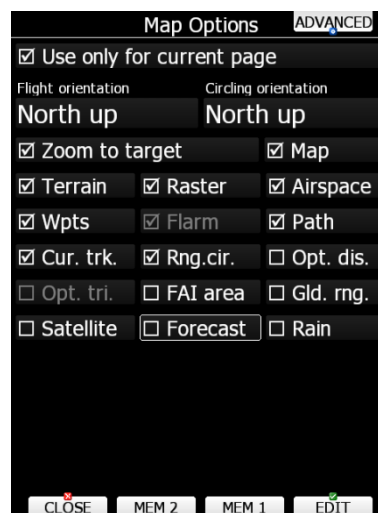 Map Options ADVANCED
Use only for current page
Flight orientation Circling orientation
North up North up
Zoom to target Map
Terrain Raster Airspace
Wpts Flarm Path
Cur. trk. Rng.cir. Opt. dis.
Opt. tri. FAI area Gld. rng.
Satellite Forecast Rain
CLOSE MEM 2 MEM 1 EDIT